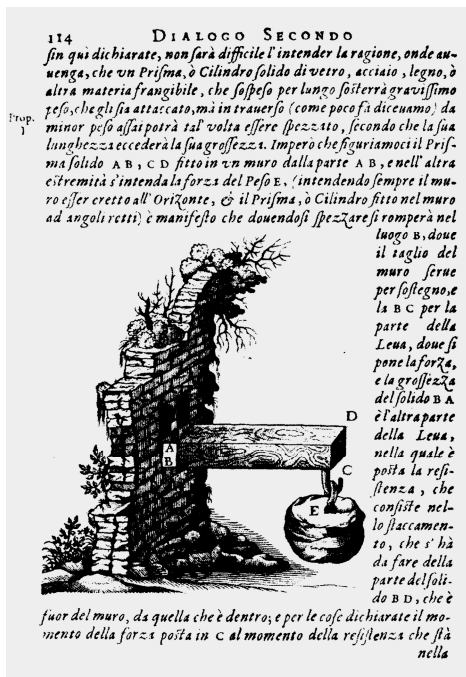 114 DIALOGO SECONDO
sin quì dichiarate, non sarà difficile l'intender la ragione, onde au-
uenga, che vn Prisma, ò Cilindro solido di vetro, acciaio, legno, ò
altra materia frangibile, che sospeso per lungo sosterrà grauissimo
peso, che gli sia attaccato, mà in trauerso (come poco fà diceuamo) da
Prop.
1
minor peso assai potrà tal' volta essere spezzato, secondo che la sua
lunghezza eccederà la sua grossezza. Imperò che figuriamoci il Pris-
ma solido AB, CD fitto in vn muro dalla parte AB, e nell' altra
estremità s'intenda la forza del Peso E, (intendendo sempre il mu-
ro esser eretto all' Orizonte, & il Prisma, ò Cilindro fitto nel muro
ad angoli retti) è manifesto che douendosi spezzare si romperà nel
luogo B, doue
il taglio del
muro serue
per sostegno, e
la BC per la
parte della
Leua, doue si
pone la forza,
e la grossezza
del solido BA
è l'altra parte
della Leua,
nella quale è
posta la resi-
stenza, che
consiste nel-
lo staccamen-
to, che s' hà
da fare della
parte del soli-
do BD, che è
fuor del muro, da quella che è dentro; e per le cose dichiarate il mo-
mento della forza posta in C al momento della resistenza che stà
nella
A
B
D
C
E